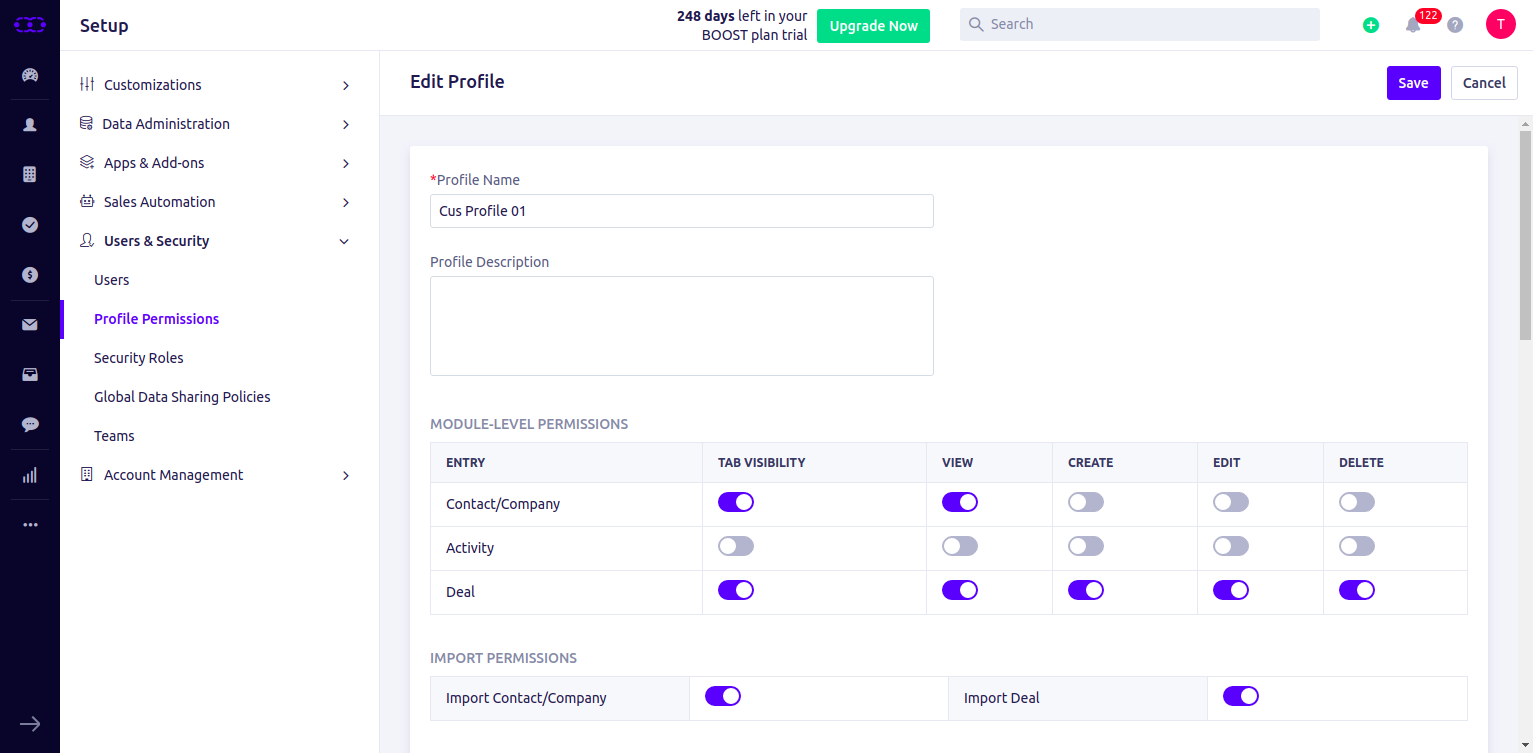 Setup
248 days left in your
BOOST plan trial
Upgrade Now
Search
122
?
T
Customizations
Data Administration
Apps & Add-ons
Sales Automation
Users & Security
Users
Profile Permissions
Security Roles
Global Data Sharing Policies
Teams
Account Management
Edit Profile
Save
Cancel
*Profile Name
Cus Profile 01
Profile Description
MODULE-LEVEL PERMISSIONS
ENTRY TAB VISIBILITY VIEW CREATE EDIT DELETE
Contact/Company
Activity
Deal
IMPORT PERMISSIONS
Import Contact/Company Import Deal